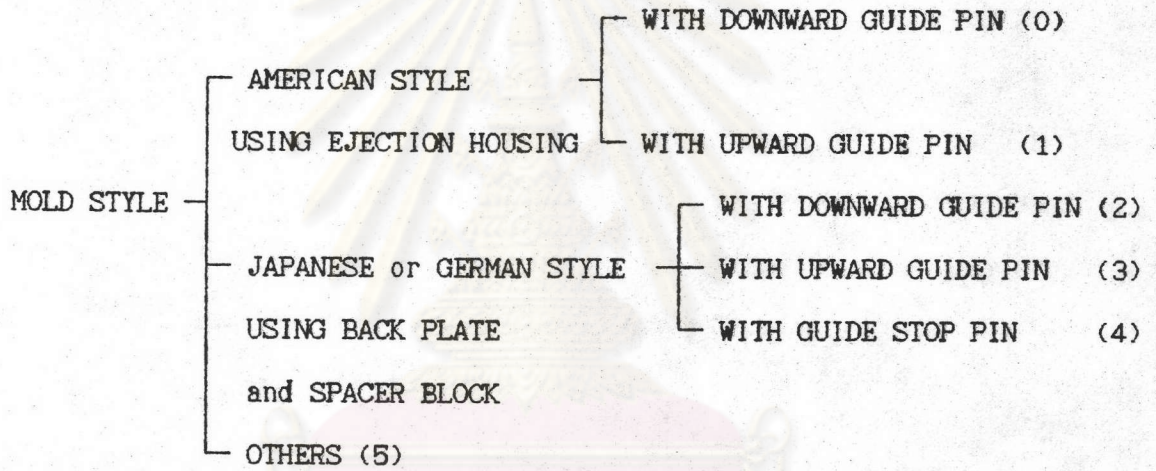 WITH DOWNWARD GUIDE PIN (0)
AMERICAN STYLE
USING EJECTION HOUSING
WITH UPWARD GUIDE PIN (1)
MOLD STYLE
WITH DOWNWARD GUIDE PIN (2)
JAPANESE or GERMAN STYLE
WITH UPWARD GUIDE PIN (3)
USING BACK PLATE
WITH GUIDE STOP PIN (4)
and SPACER BLOCK
OTHERS (5)